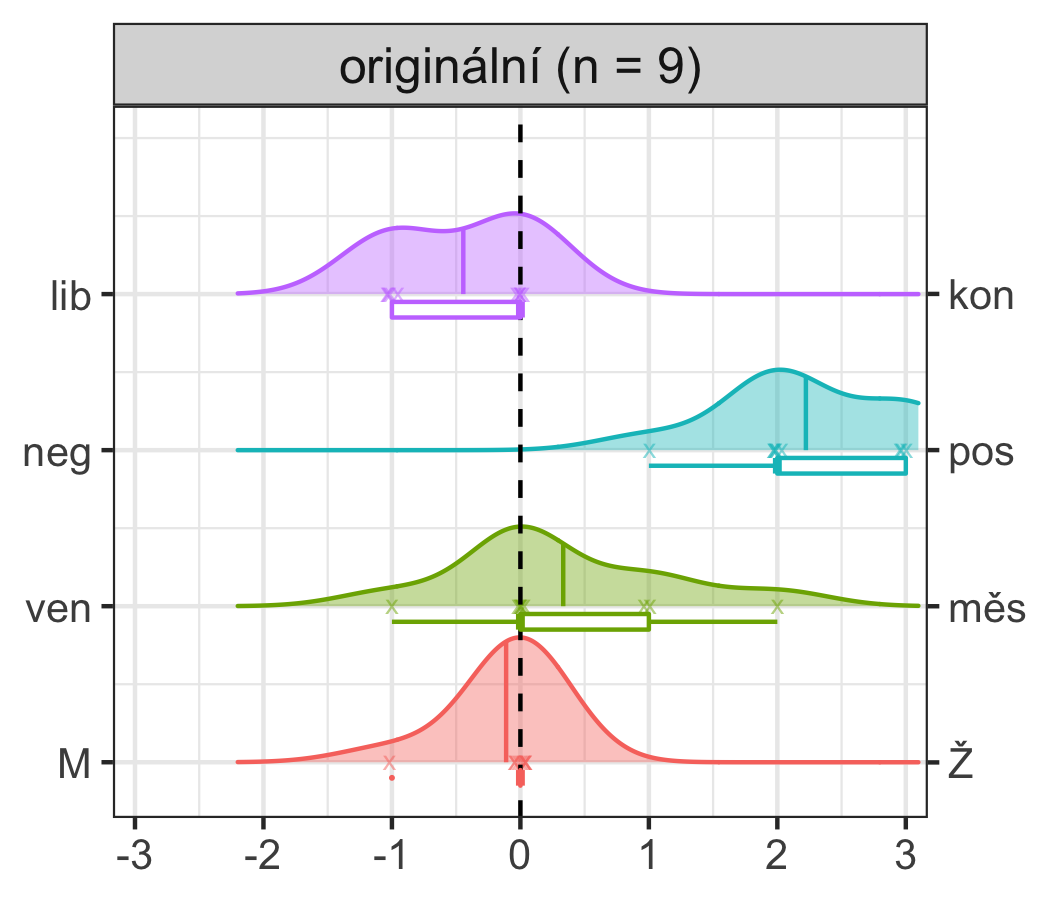 originální (n = 9)
lib kon
neg pos
ven měs
M Ž
-3 -2 -1 0 1 2 3